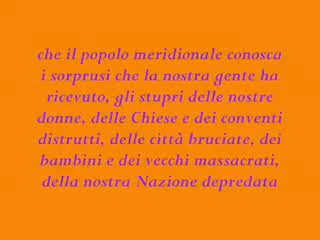 che il popolo meridionale conosca
i sorprusi che la nostra gente ha
ricevuto, gli stupri delle nostre
donne, delle Chiese e dei conventi
distrutti, delle città bruciate, dei
bambini e dei vecchi massacrati,
della nostra Nazione depredata